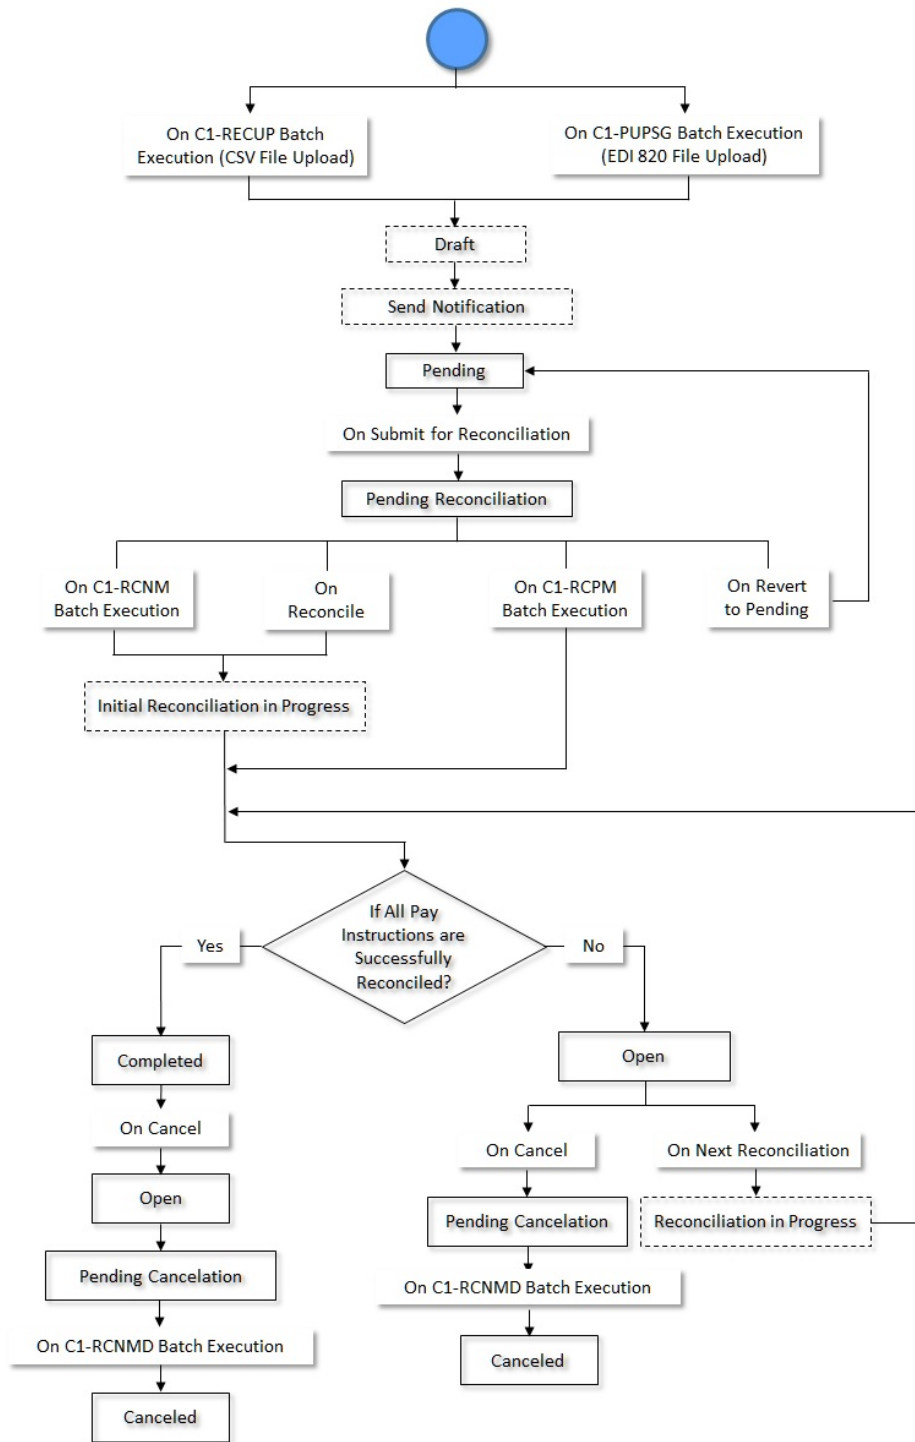 On C1-RECUP Batch
Execution (CSV File Upload)
On C1-PUPSG Batch Execution
(EDI 820 File Upload)
Draft
Send Notification
Pending
On Submit for Reconciliation
Pending Reconciliation
On C1-RCNM
Batch Execution
On
Reconcile
On C1-RCPM
Batch Execution
On Revert
to Pending
Initial Reconciliation in Progress
If All Pay
Instructions are
Successfully
Reconciled?
Yes
No
Completed
Open
On Cancel
On Cancel
On Next Reconciliation
Open
Pending Cancelation
Reconciliation in Progress
Pending Cancelation
On C1-RCNMD Batch Execution
On C1-RCNMD Batch Execution
Canceled
Canceled